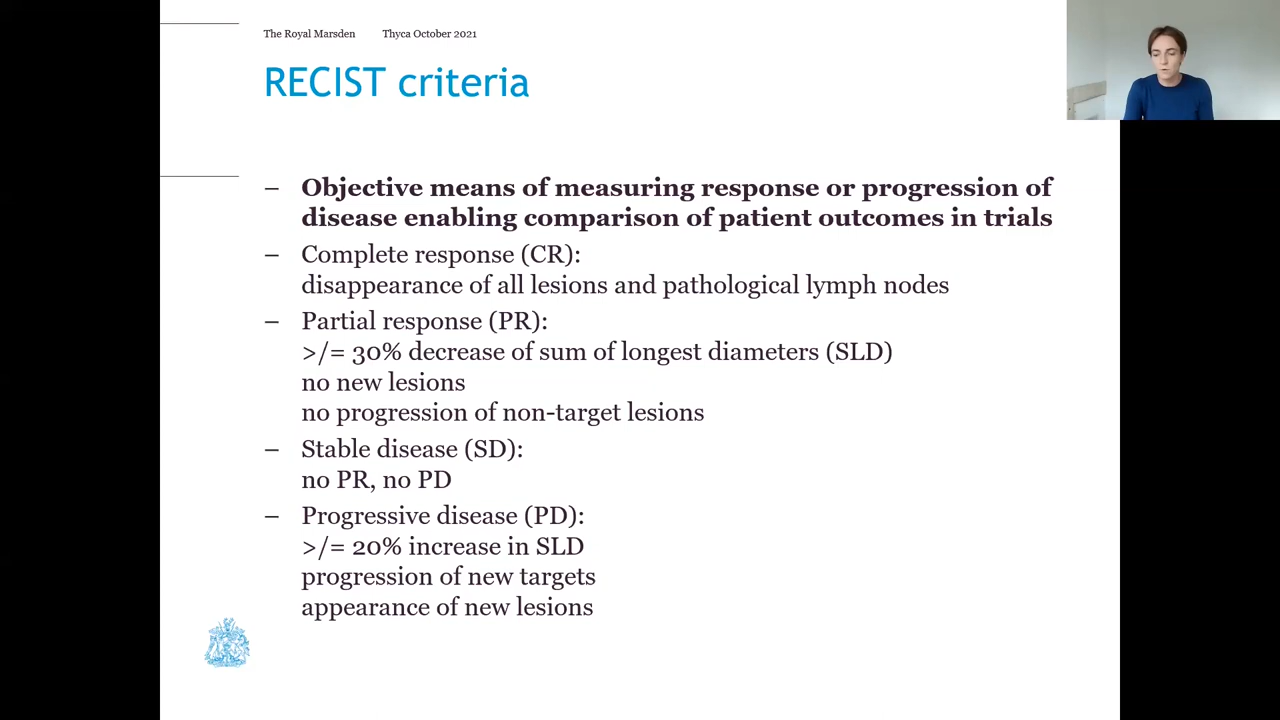 The Royal Marsden Thyca October 2021
RECIST criteria
– Objective means of measuring response or progression of
disease enabling comparison of patient outcomes in trials
– Complete response (CR):
disappearance of all lesions and pathological lymph nodes
– Partial response (PR):
>/= 30% decrease of sum of longest diameters (SLD)
no new lesions
no progression of non-target lesions
– Stable disease (SD):
no PR, no PD
– Progressive disease (PD):
>/= 20% increase in SLD
progression of new targets
appearance of new lesions